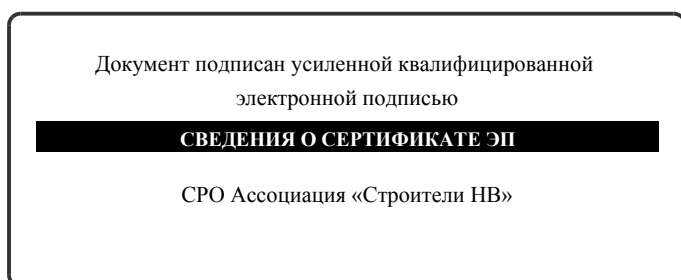 Документ подписан усиленной квалифицированной
электронной подписью
СВЕДЕНИЯ О СЕРТИФИКАТЕ ЭП
СРО Ассоциация «Строители НВ»